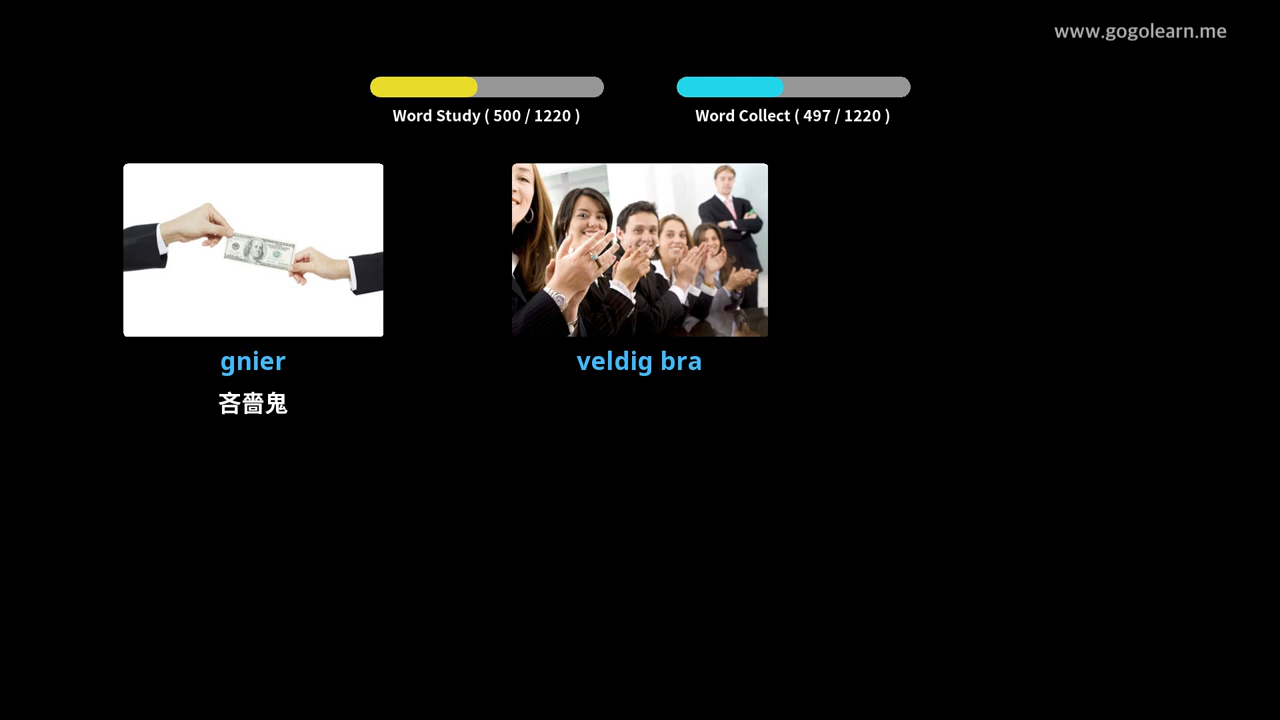 www.gogolearn.me
Word Study ( 500 / 1220 )
Word Collect ( 497 / 1220 )
gnier
veldig bra
吝嗇鬼